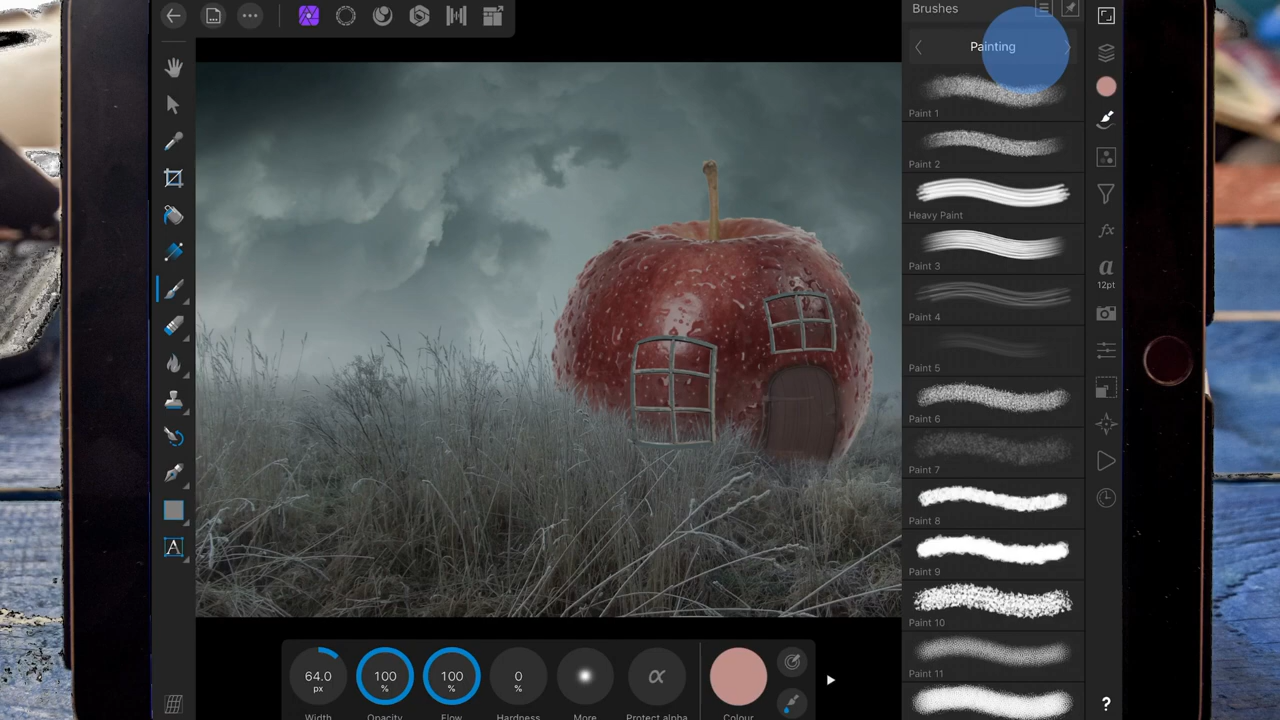 Brushes
Painting
Paint 1
Paint 2
Heavy Paint
Paint 3
Paint 4
Paint 5
Paint 6
Paint 7
Paint 8
Paint 9
Paint 10
Paint 11
fx
a
12pt
A
64.0
px
100
%
100
%
0
%
α
Width
Opacity
Flow
Hardness
More
Protect alpha
Colour
?